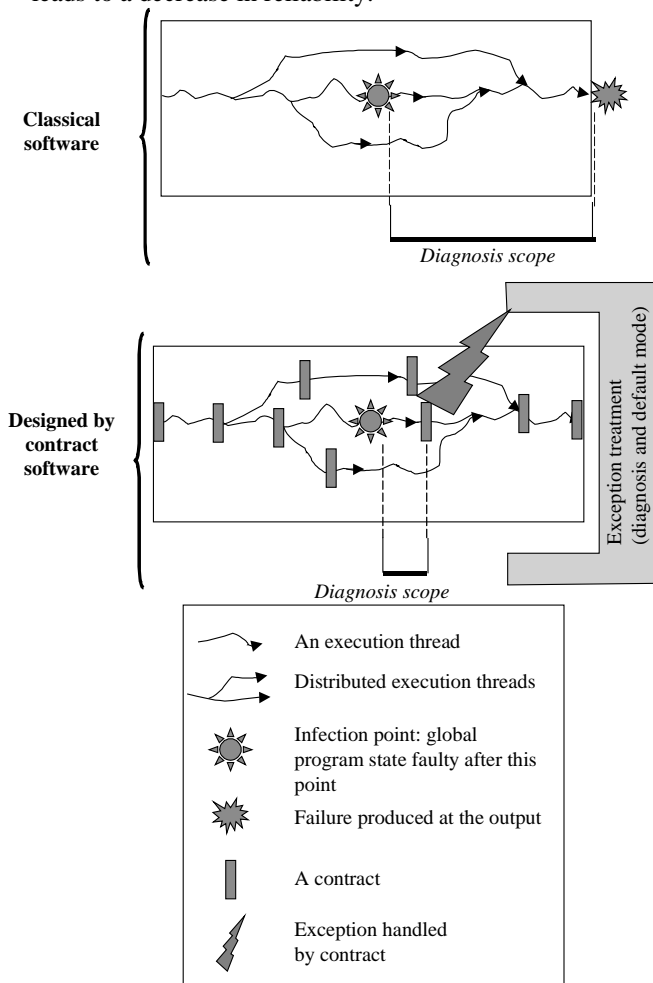 leads to a decrease in reliability.
Classical
software
Diagnosis scope
Designed by
contract
software
Exception treatment
(diagnosis and default mode)
Diagnosis scope
An execution thread
Distributed execution threads
Infection point: global
program state faulty after this
point
Failure produced at the output
A contract
Exception handled
by contract